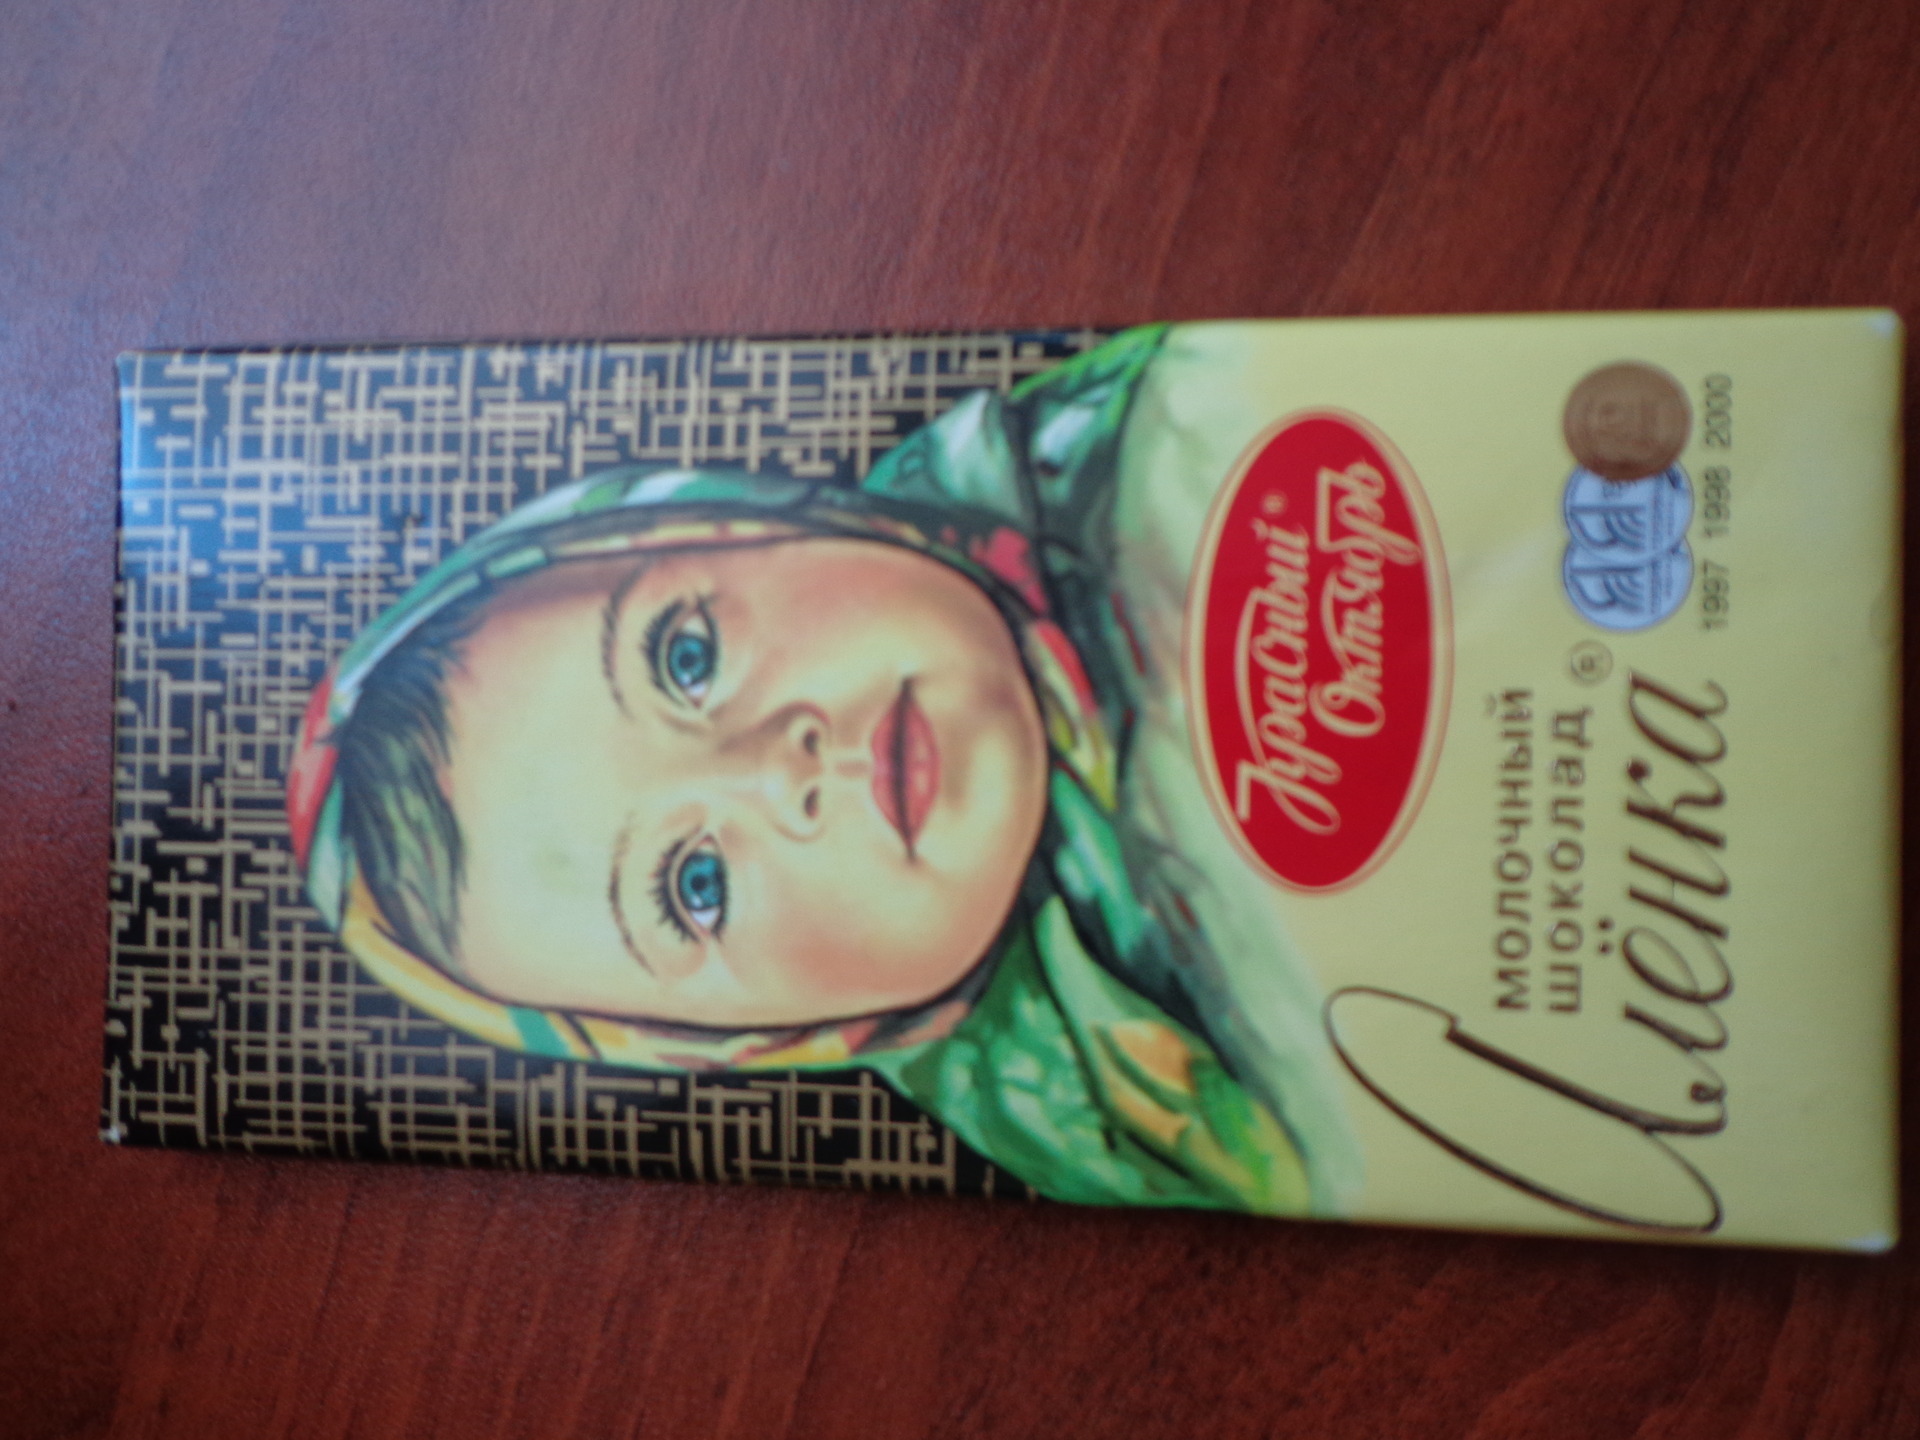 Красный®
Октябрь
молочный
шоколад
Алёнка®
1997 1998 2000